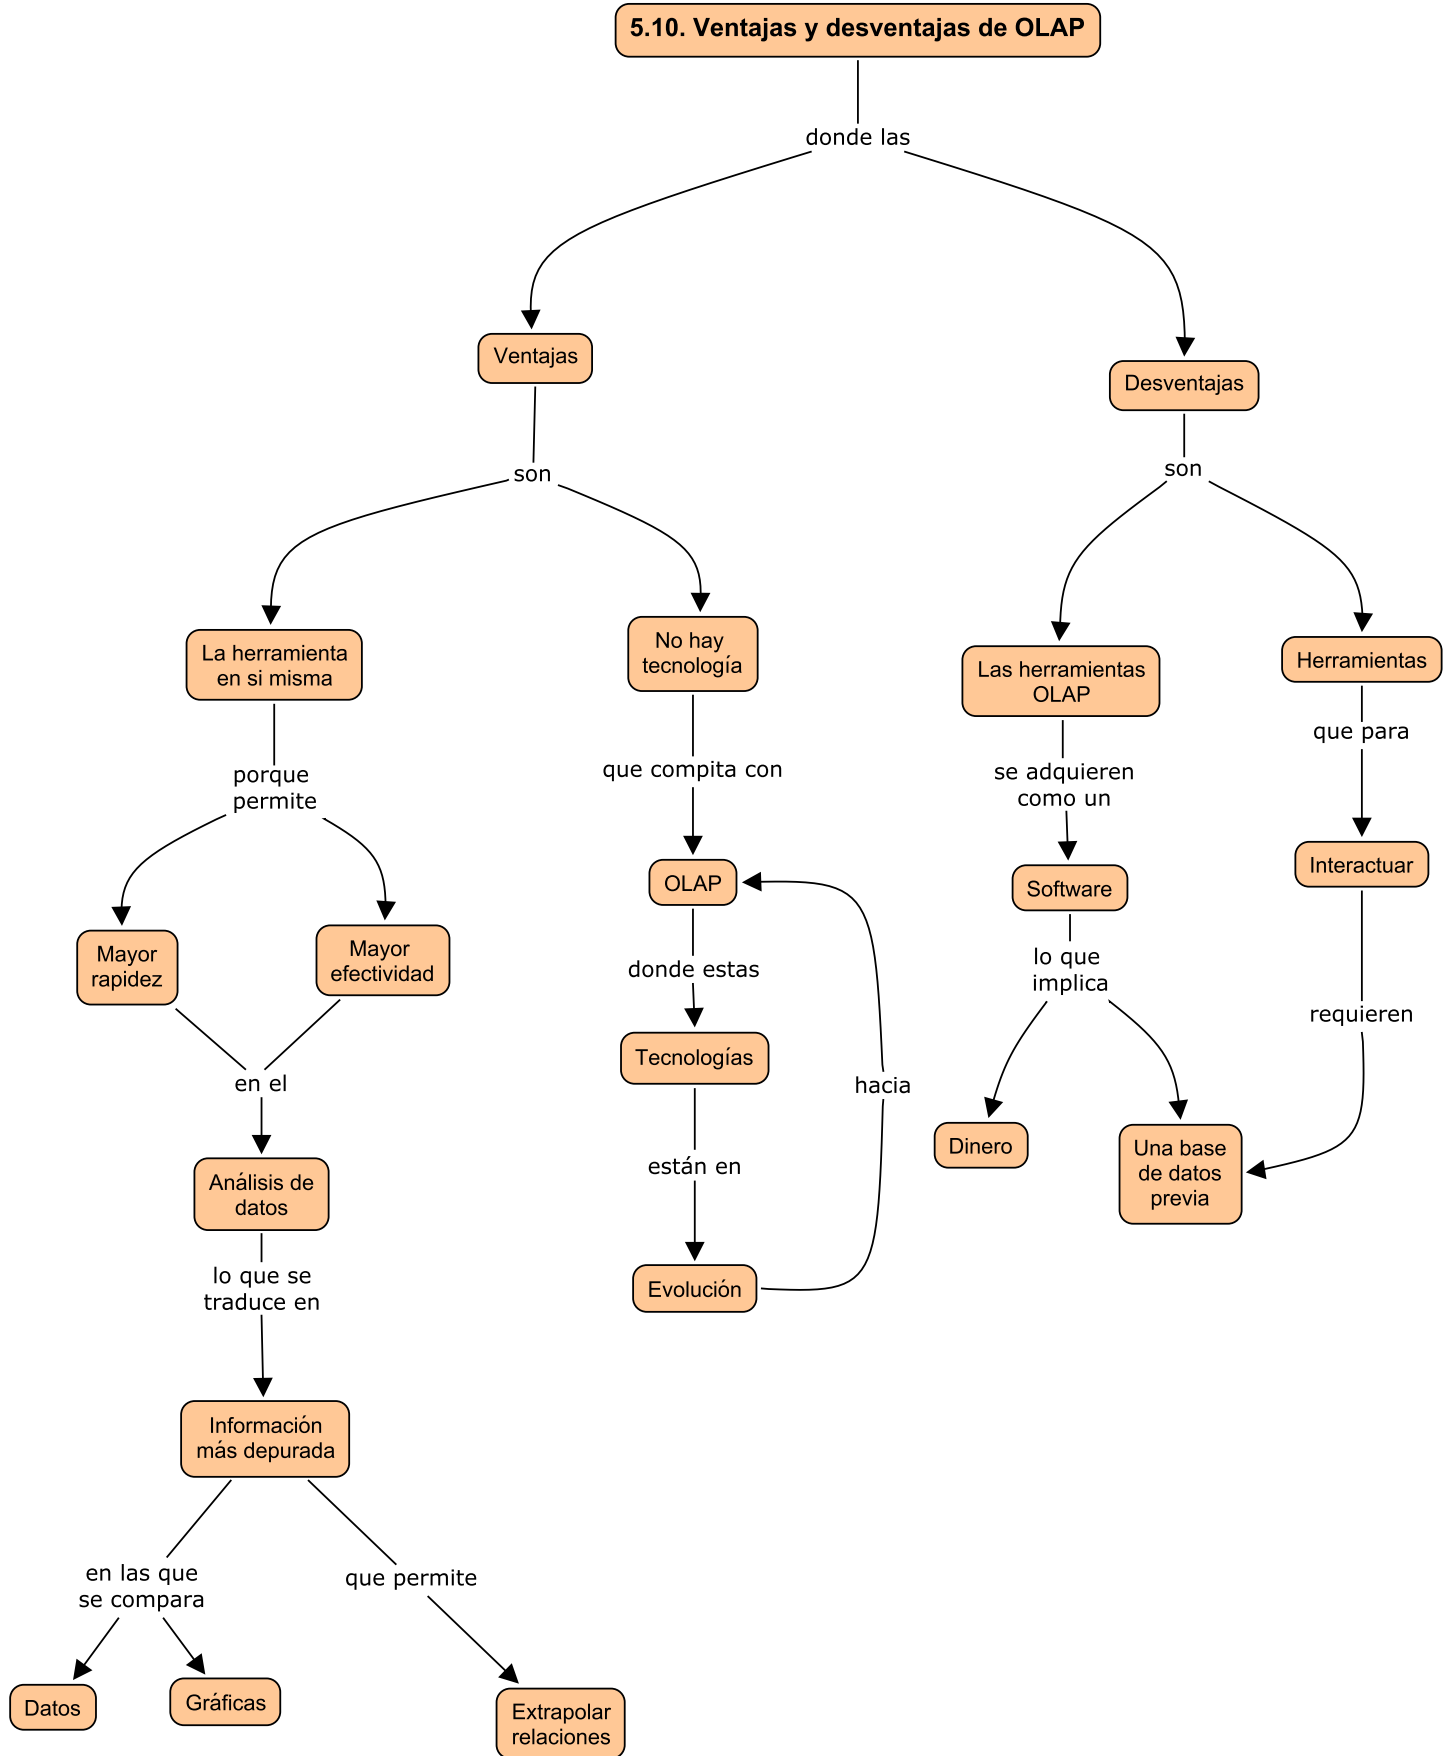 5.10. Ventajas y desventajas de OLAP
donde las
Ventajas
Desventajas
son
son
La herramienta
en si misma
No hay
tecnología
Las herramientas
OLAP
Herramientas
porque
permite
que compita con
se adquieren
como un
que para
Mayor
rapidez
Mayor
efectividad
OLAP
Software
Interactuar
donde estas
lo que
implica
requieren
en el
Tecnologías
hacia
Dinero
Una base
de datos
previa
Análisis de
datos
están en
lo que se
traduce en
Evolución
Información
más depurada
en las que
se compara
que permite
Datos
Gráficas
Extrapolar
relaciones